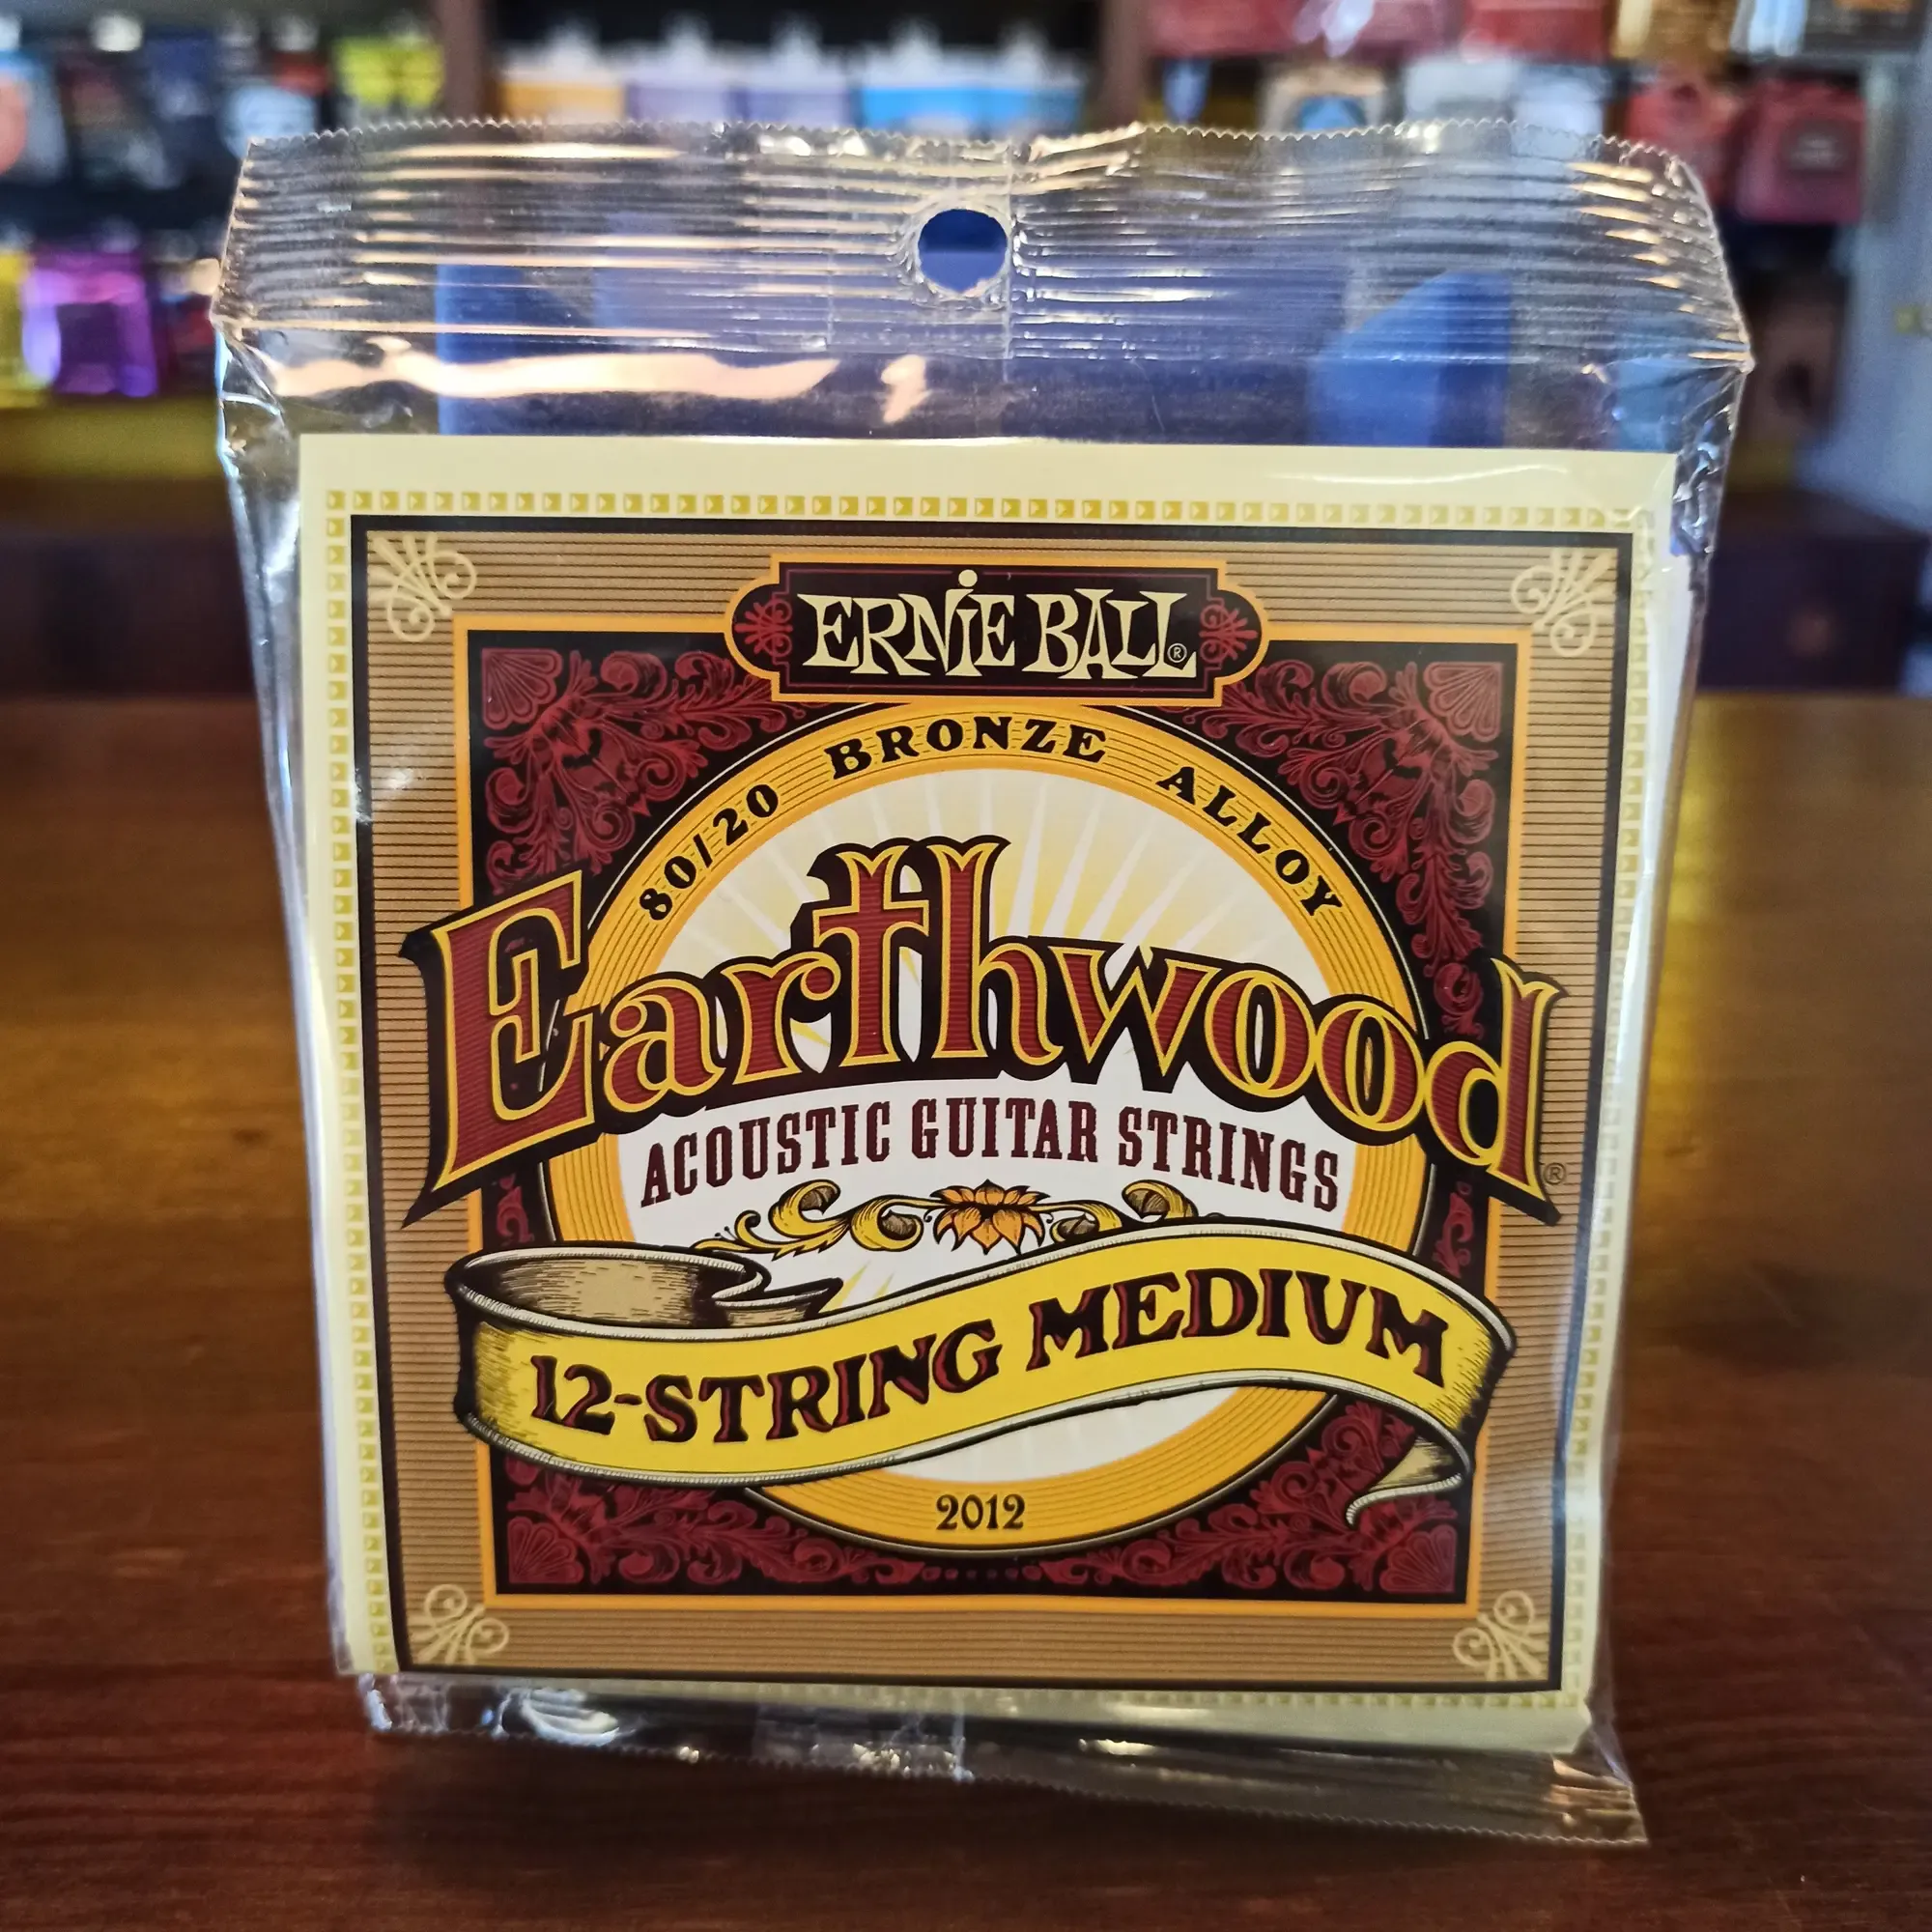 ERNiE BALL®
80/20 BRONZE ALLOY
Earthwood®
ACOUSTIC GUITAR STRINGS
12-STRING MEDIUM
2012